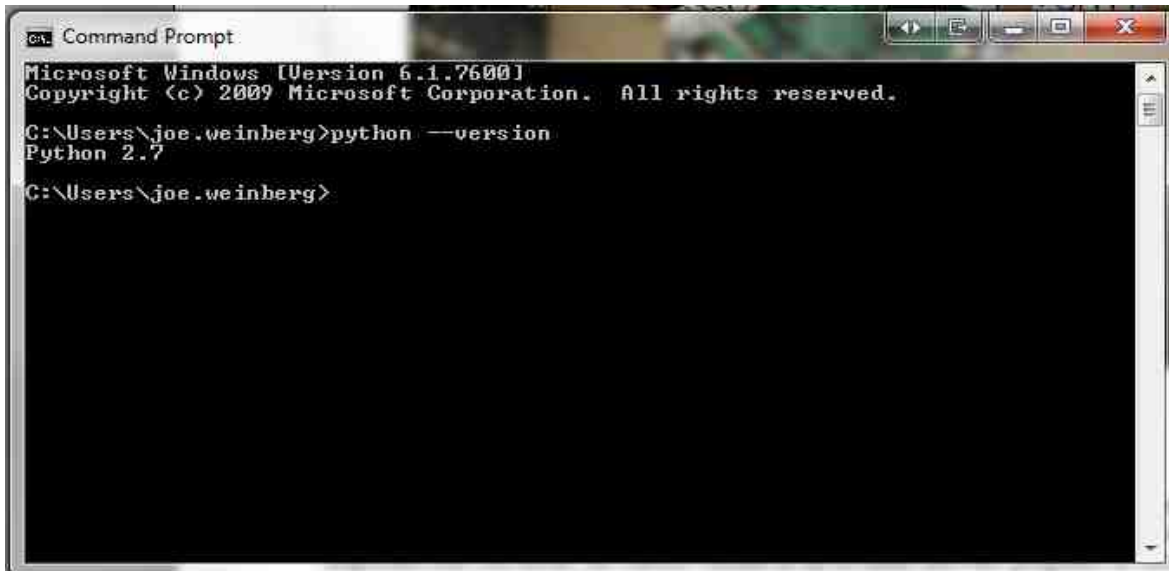 Command Prompt
Microsoft Windows [Version 6.1.7600]
Copyright (c) 2009 Microsoft Corporation.  All rights reserved.
C:\Users\joe.weinberg>python --version
Python 2.7
C:\Users\joe.weinberg>